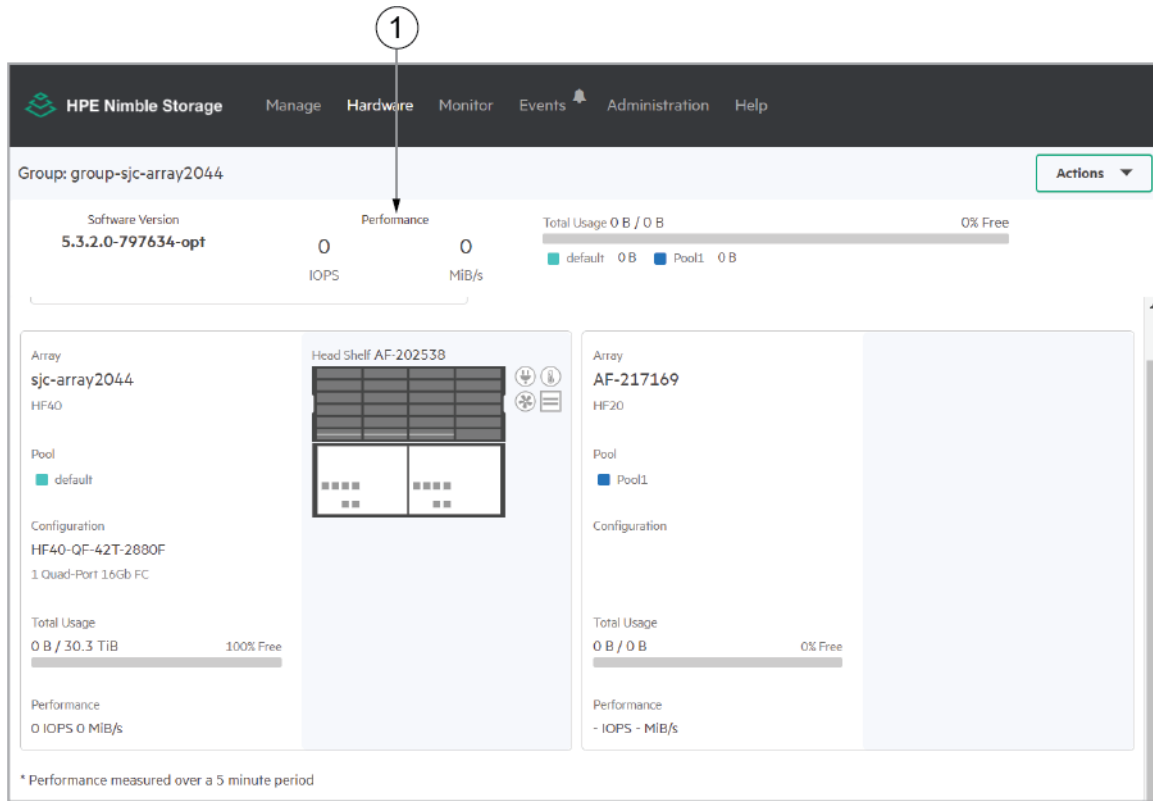 1
HPE Nimble Storage Manage Hardware Monitor Events Administration Help
Group: group-sjc-array2044 Actions
Software Version Performance Total Usage 0 B / 0 B 0% Free
5.3.2.0-797634-opt 0 0
default 0 B Pool1 0 B
IOPS MiB/s
Array Head Shelf AF-202538
sjc-array2044
HF40
Pool
default
Configuration
HF40-QF-42T-2880F
1 Quad-Port 16Gb FC
Total Usage
0 B / 30.3 TiB 100% Free
Performance
0 IOPS 0 MiB/s
Array
AF-217169
HF20
Pool
Pool1
Configuration
Total Usage
0 B / 0 B 0% Free
Performance
- IOPS - MiB/s
* Performance measured over a 5 minute period